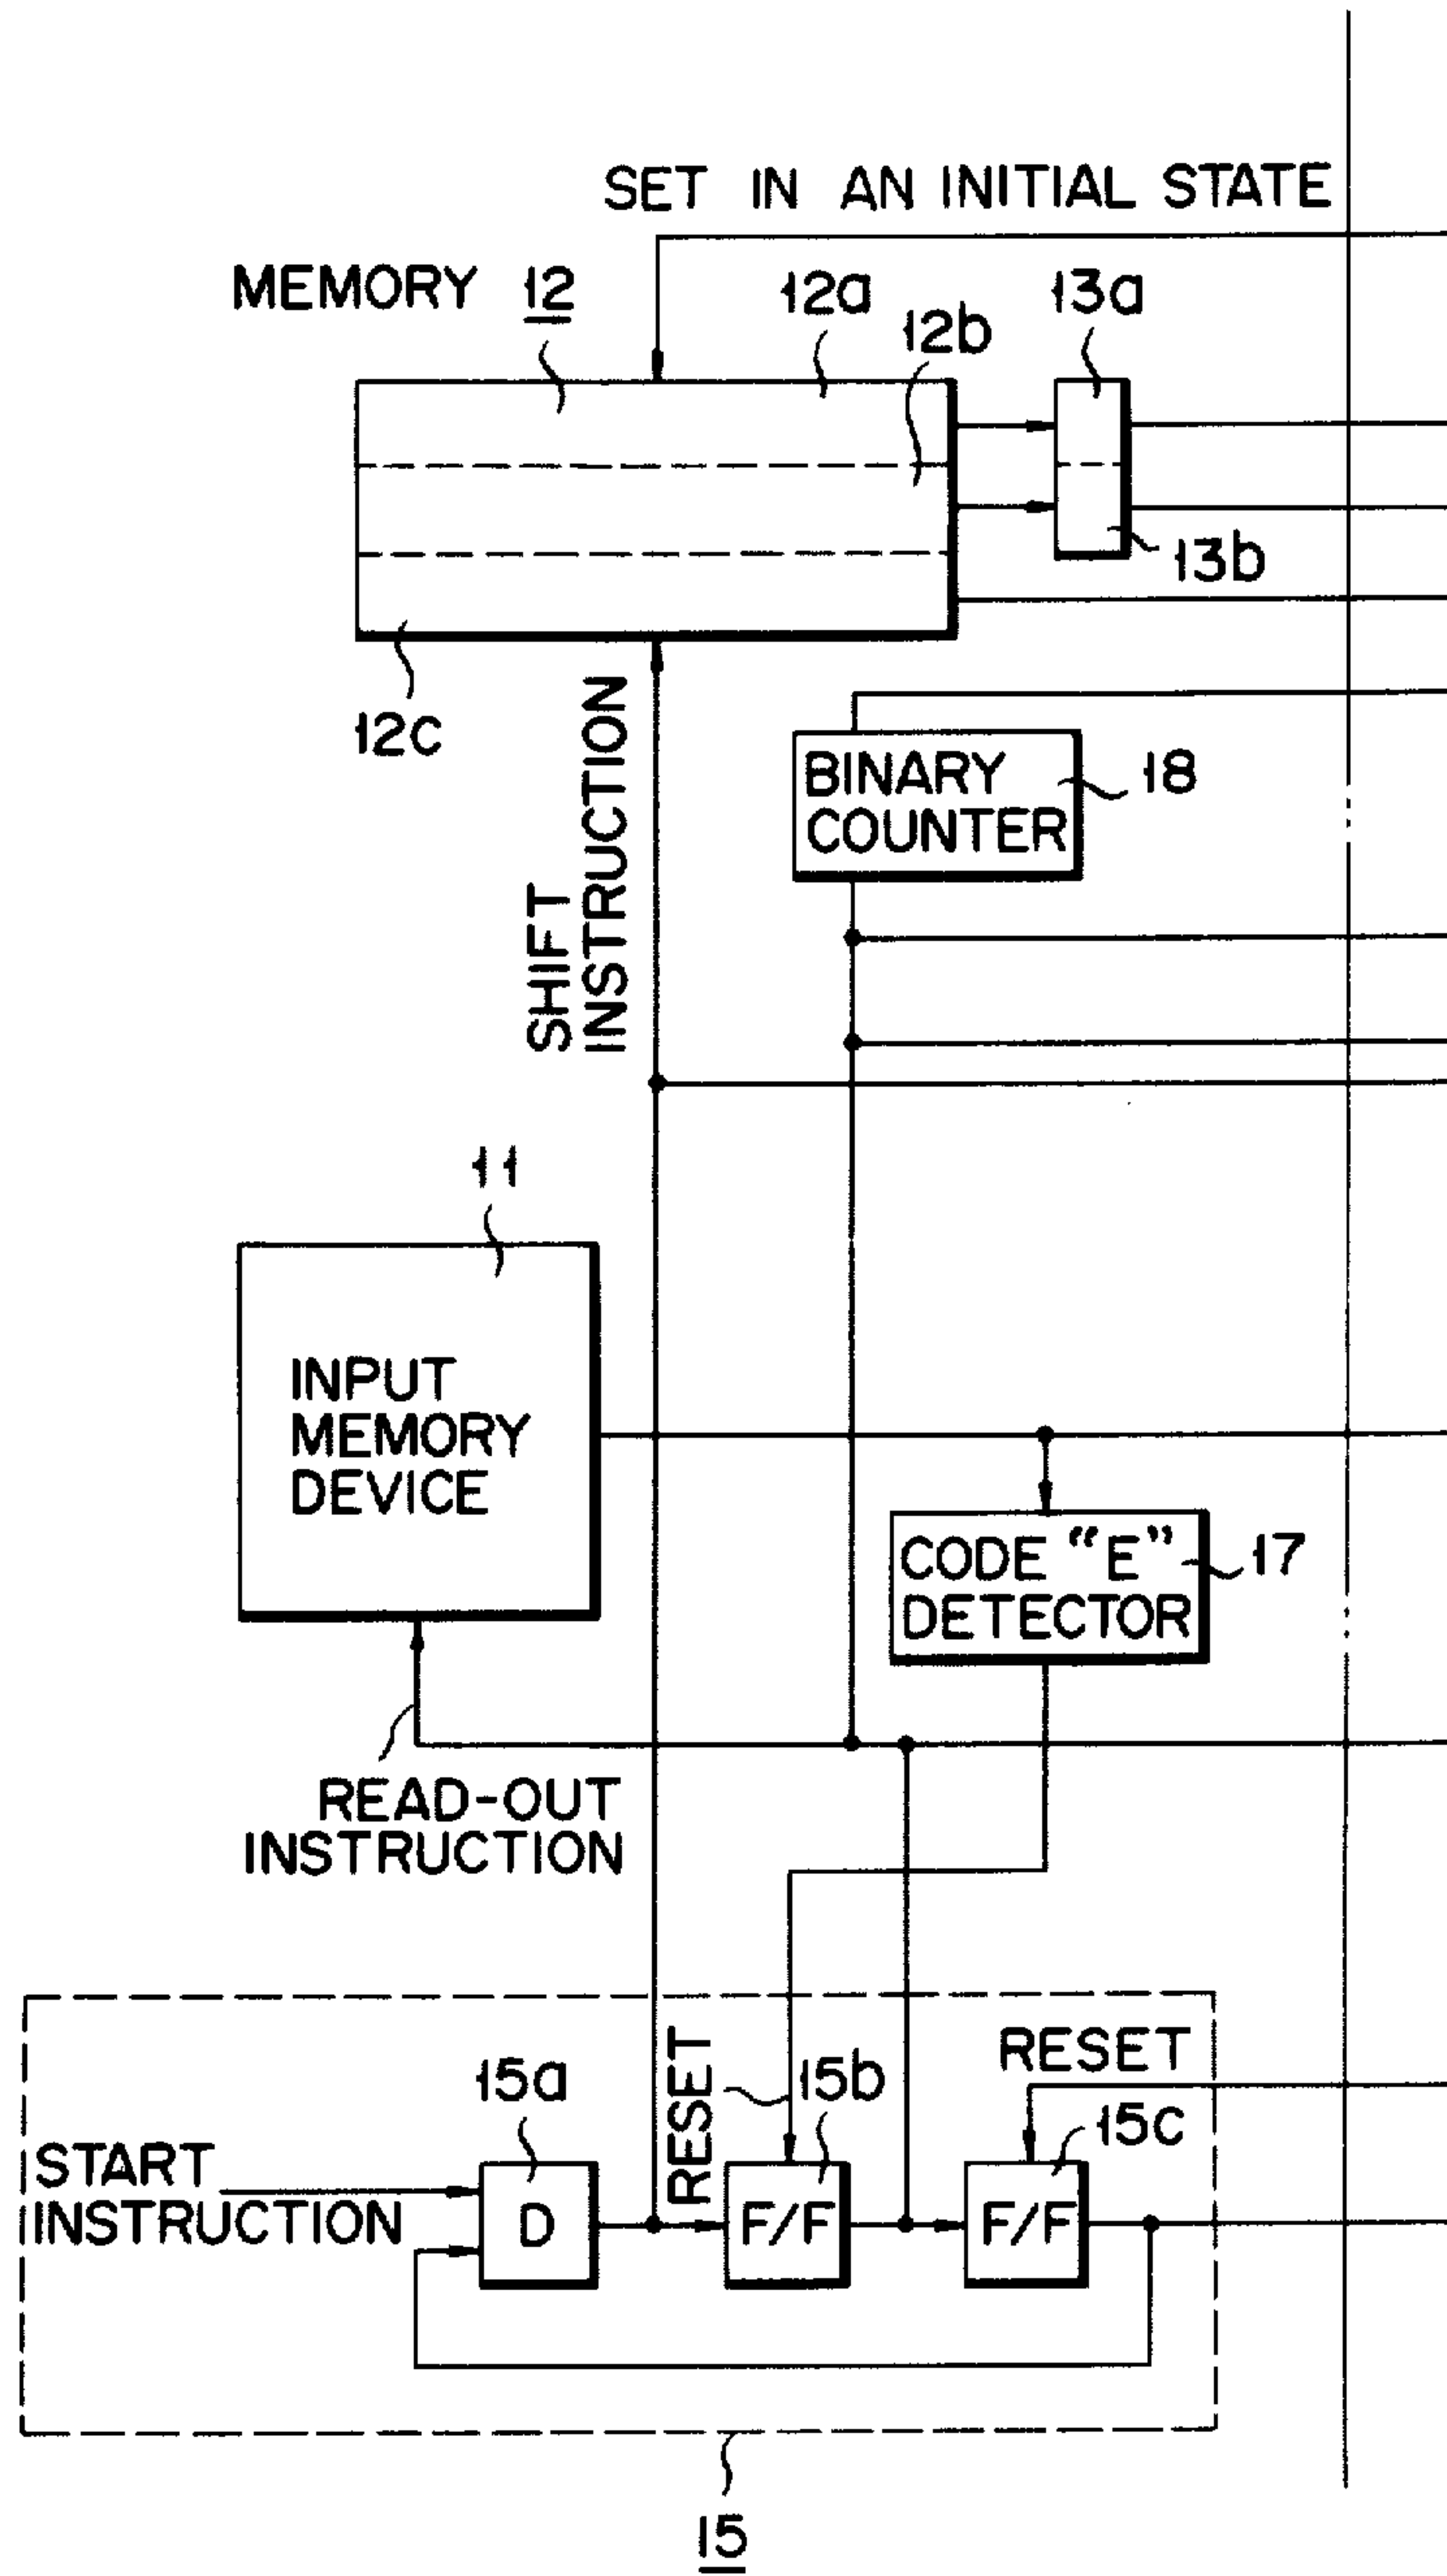 SET IN AN INITIAL STATE
MEMORY 12
12a
12b
13a
13b
12c
SHIFT
INSTRUCTION
BINARY
COUNTER
18
11
INPUT
MEMORY
DEVICE
CODE "E"
DETECTOR
17
READ-OUT
INSTRUCTION
RESET
RESET
15a
15b
15c
START
INSTRUCTION
D
F/F
F/F
15